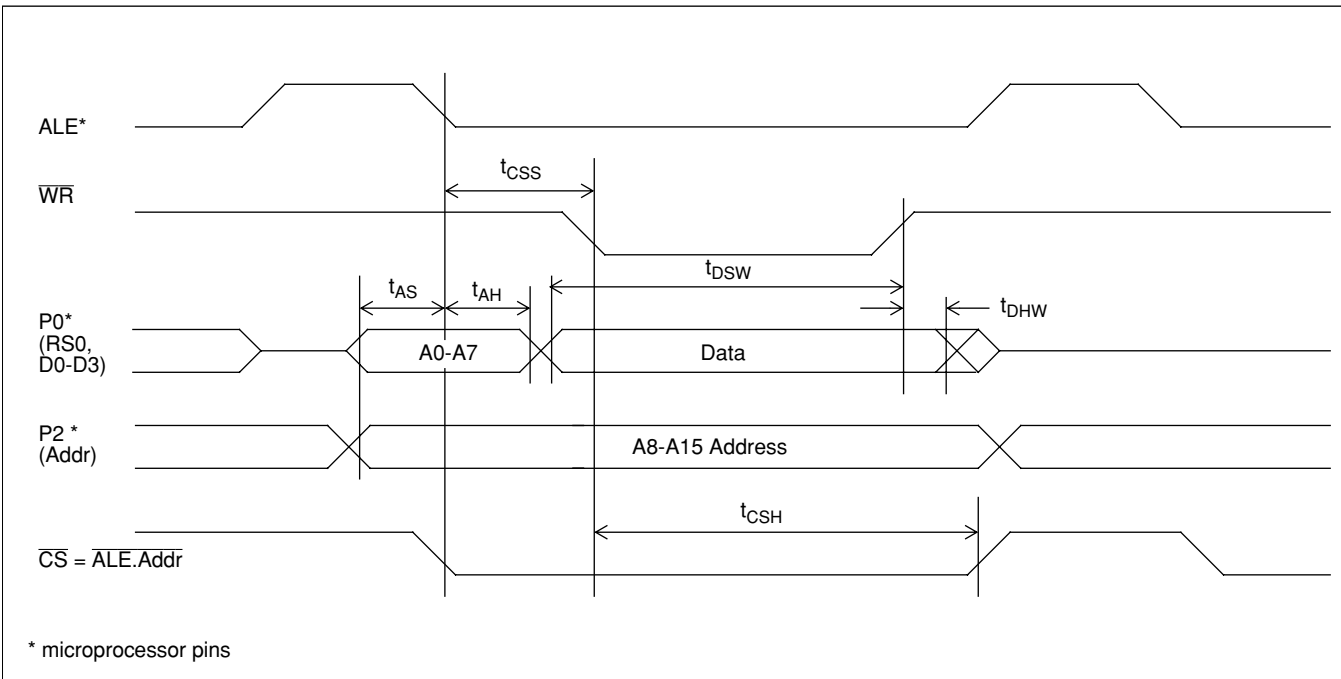 ALE*
tCSS
WR
tDSW
tAS
tAH
tDHW
P0*
(RS0,
D0-D3)
A0-A7
Data
P2 *
(Addr)
A8-A15 Address
tCSH
CS = ALE.Addr
* microprocessor pins